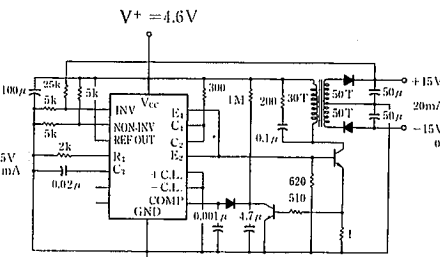 V+ =4.6V
100μ
25k
5k
5k
5k
2k
0.02μ
Vcc
INV
NON-INV
REF OUT
GND
E1
C1
C2
E2
+C.L.
−C.L.
COMP
300
1M
200
0.1μ
30T
50T
50T
50μ
50μ
+15V
20mA
−15V
5V
mA
0.001μ
4.7μ
620
510
1